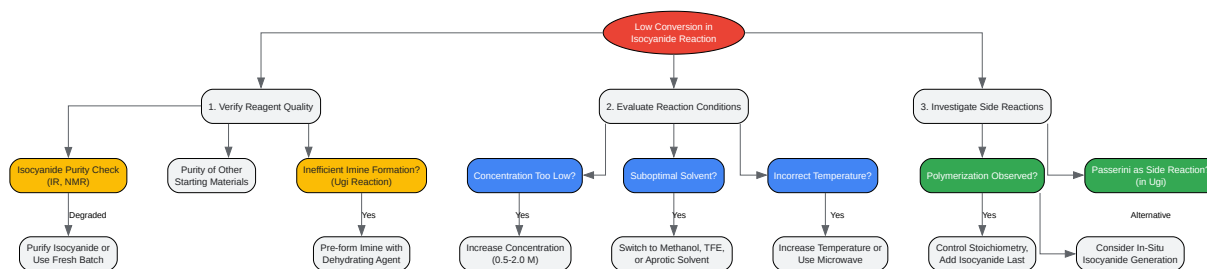 Low Conversion in
Isocyanide Reaction
1. Verify Reagent Quality
2. Evaluate Reaction Conditions
3. Investigate Side Reactions
Isocyanide Purity Check
(IR, NMR)
Purity of Other
Starting Materials
Inefficient Imine Formation?
(Ugi Reaction)
Concentration Too Low?
Suboptimal Solvent?
Incorrect Temperature?
Polymerization Observed?
Passerini as Side Reaction?
(in Ugi)
Degraded
Yes
Yes
Yes
Yes
Yes
Alternative
Purify Isocyanide or
Use Fresh Batch
Pre-form Imine with
Dehydrating Agent
Increase Concentration
(0.5-2.0 M)
Switch to Methanol, TFE,
or Aprotic Solvent
Increase Temperature or
Use Microwave
Control Stoichiometry,
Add Isocyanide Last
Consider In-Situ
Isocyanide Generation